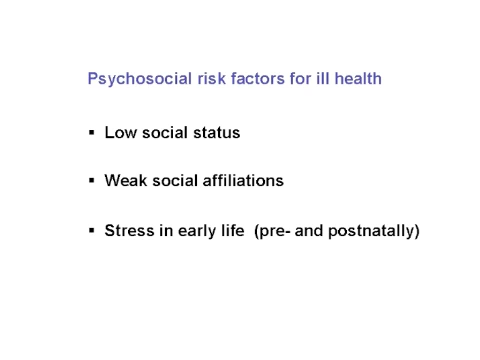 Psychosocial risk factors for ill health
▪ Low social status
▪ Weak social affiliations
▪ Stress in early life (pre- and postnatally)